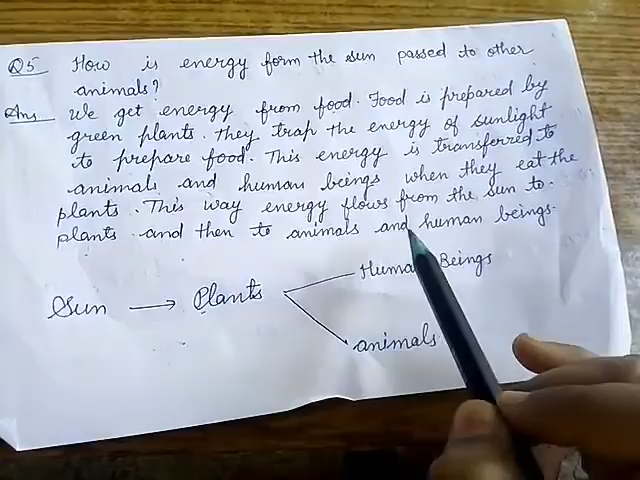 Q5 How is energy form the sun passed to other
animals?
Ans We get energy from food. Food is prepared by
green plants. They trap the energy of sunlight
to prepare food. This energy is transferred to
animals and human beings when they eat the
plants. This way energy flows from the sun to
plants and then to animals and human beings.
Sun → Plants
Human Beings
animals